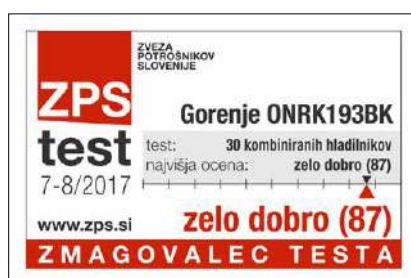 ZVEZA
POTROŠNIKOV
SLOVENIJE
ZPS
test
7-8/2017
www.zps.si
Gorenje ONRK193BK
test: 30 kombiniranih hladilnikov
najvišja ocena: zelo dobro (87)
zelo dobro (87)
ZMAGOVALEC TESTA